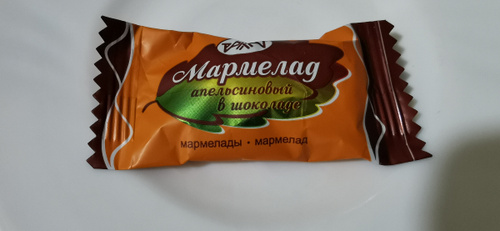 Мармелад
апельсиновый
в шоколаде
мармелады · мармелад